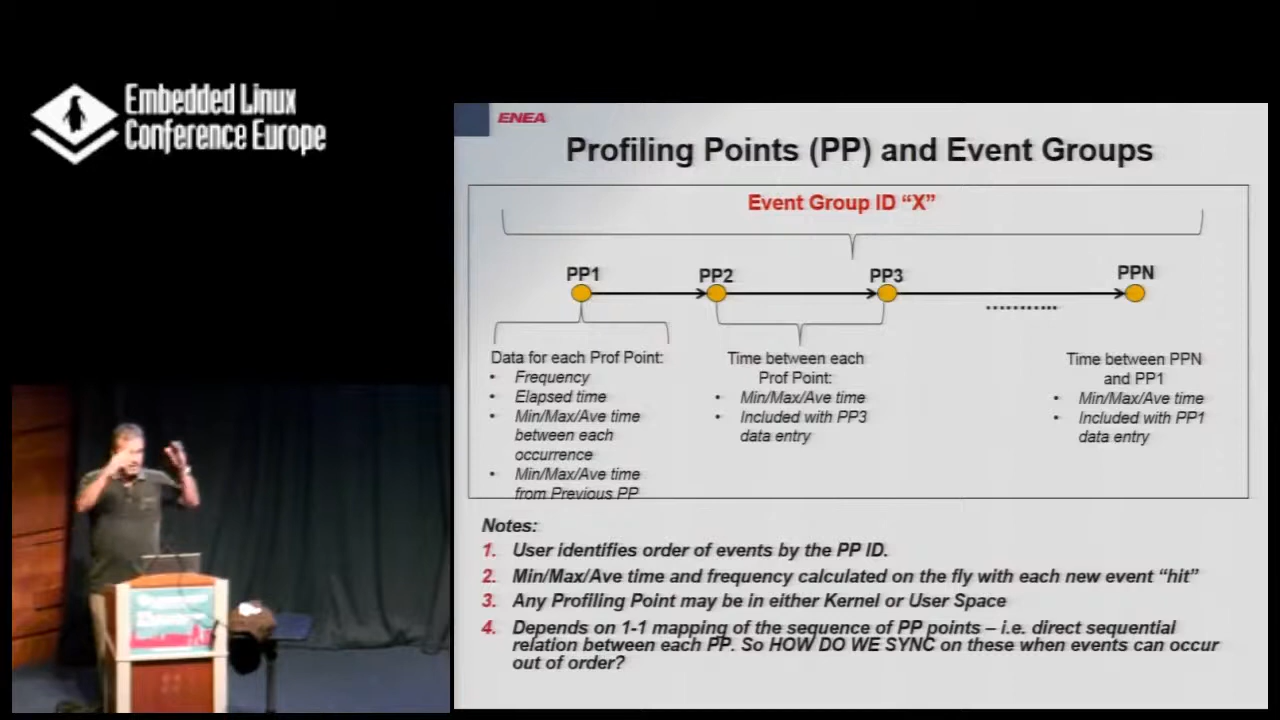 Embedded Linux
Conference Europe
ENEA
Profiling Points (PP) and Event Groups
Event Group ID “X”
PP1
PP2
PP3
PPN
...........
Data for each Prof Point:
• Frequency
• Elapsed time
• Min/Max/Ave time
between each
occurrence
• Min/Max/Ave time
from Previous PP
Time between each
Prof Point:
• Min/Max/Ave time
• Included with PP3
data entry
Time between PPN
and PP1
• Min/Max/Ave time
• Included with PP1
data entry
Notes:
1. User identifies order of events by the PP ID.
2. Min/Max/Ave time and frequency calculated on the fly with each new event “hit”
3. Any Profiling Point may be in either Kernel or User Space
4. Depends on 1-1 mapping of the sequence of PP points – i.e. direct sequential
relation between each PP. So HOW DO WE SYNC on these when events can occur
out of order?